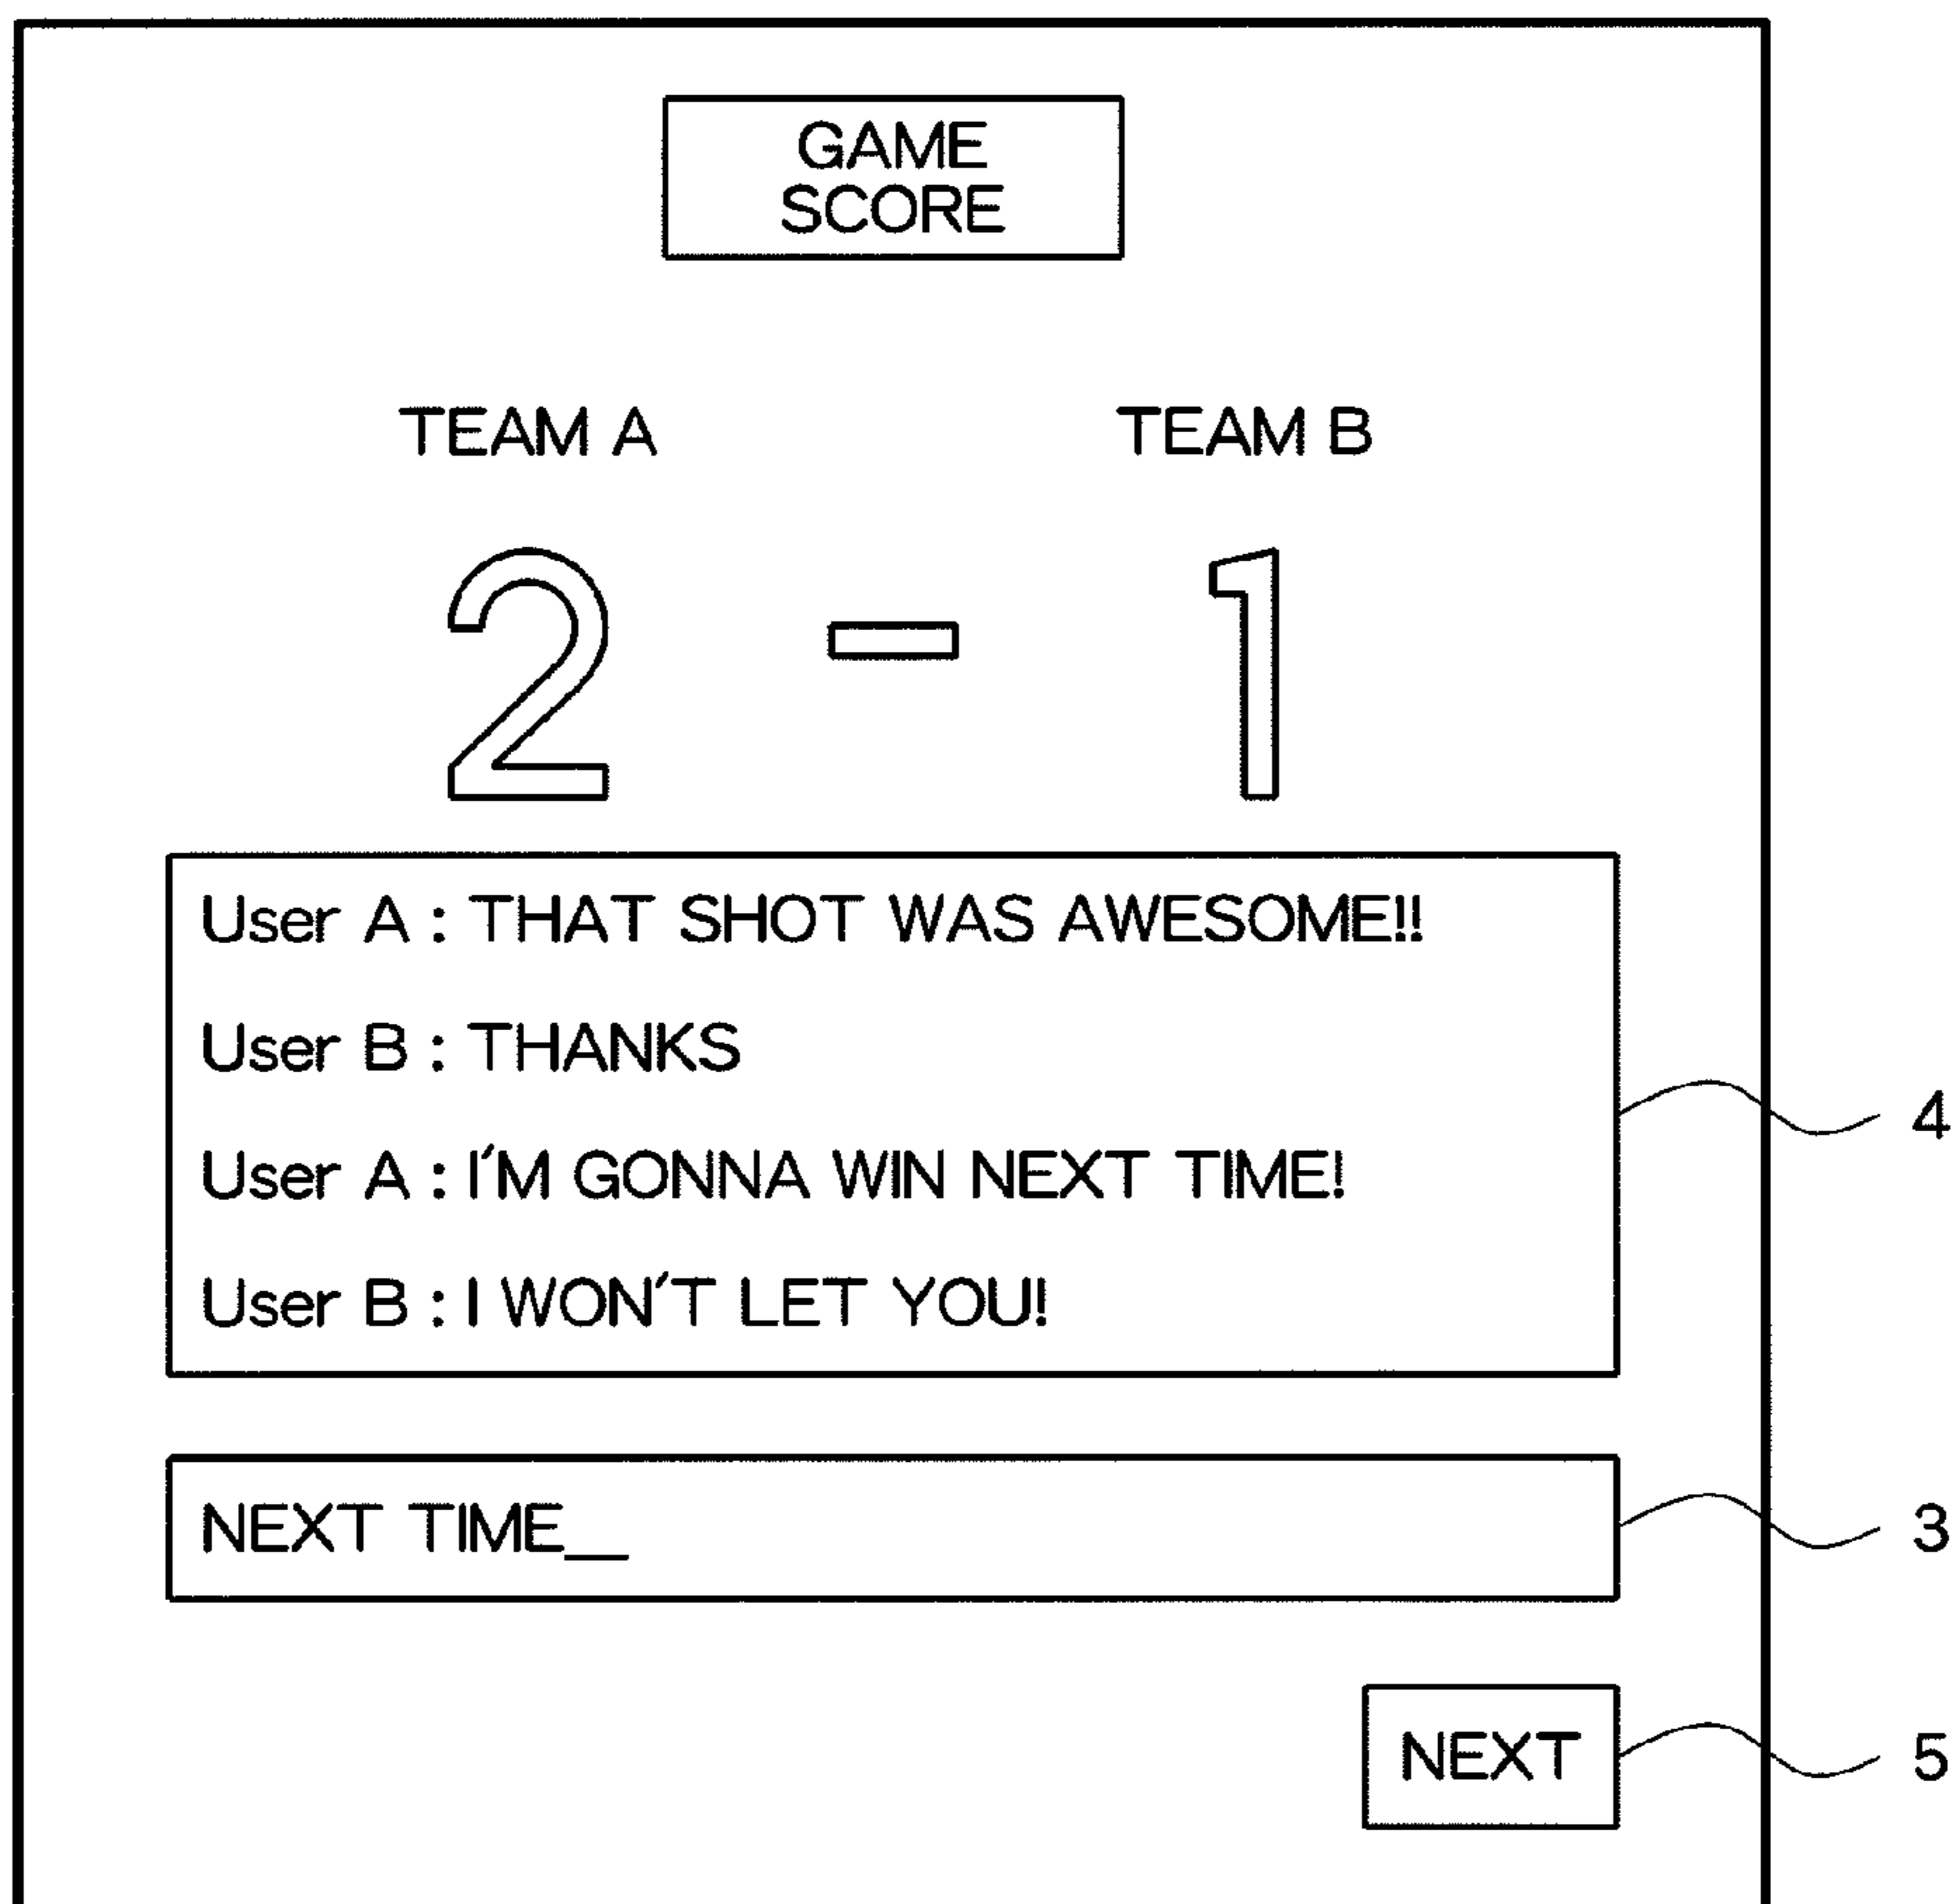 GAME
SCORE
TEAM A TEAM B
2 - 1
User A : THAT SHOT WAS AWESOME!!
User B : THANKS
User A : I'M GONNA WIN NEXT TIME!
User B : I WON'T LET YOU!
4
NEXT TIME_
3
NEXT
5